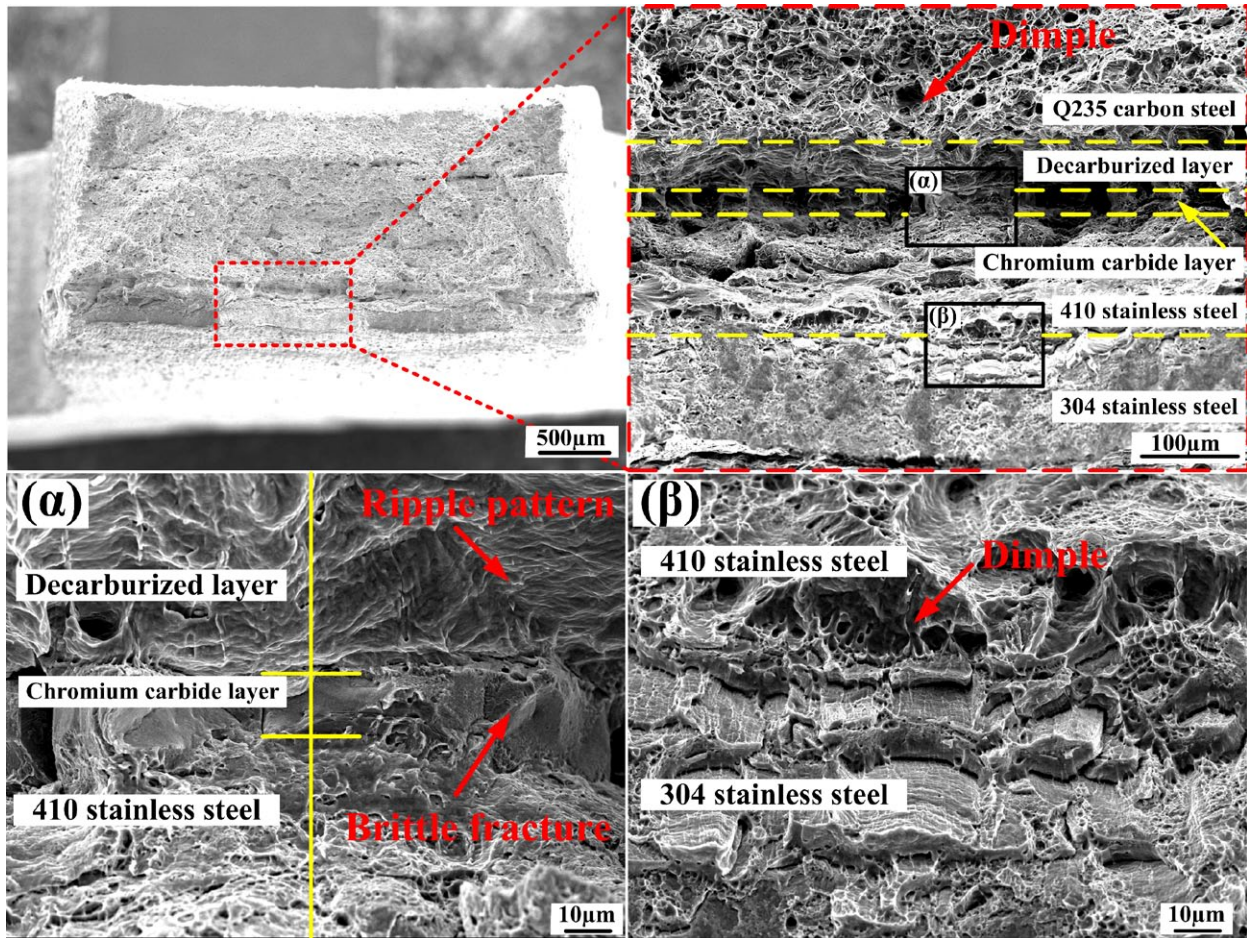 500μm
Dimple
Q235 carbon steel
Decarburized layer
(α)
Chromium carbide layer
410 stainless steel
(β)
304 stainless steel
100μm
(α)
Ripple pattern
Decarburized layer
Chromium carbide layer
410 stainless steel
Brittle fracture
10μm
(β)
410 stainless steel
Dimple
304 stainless steel
10μm